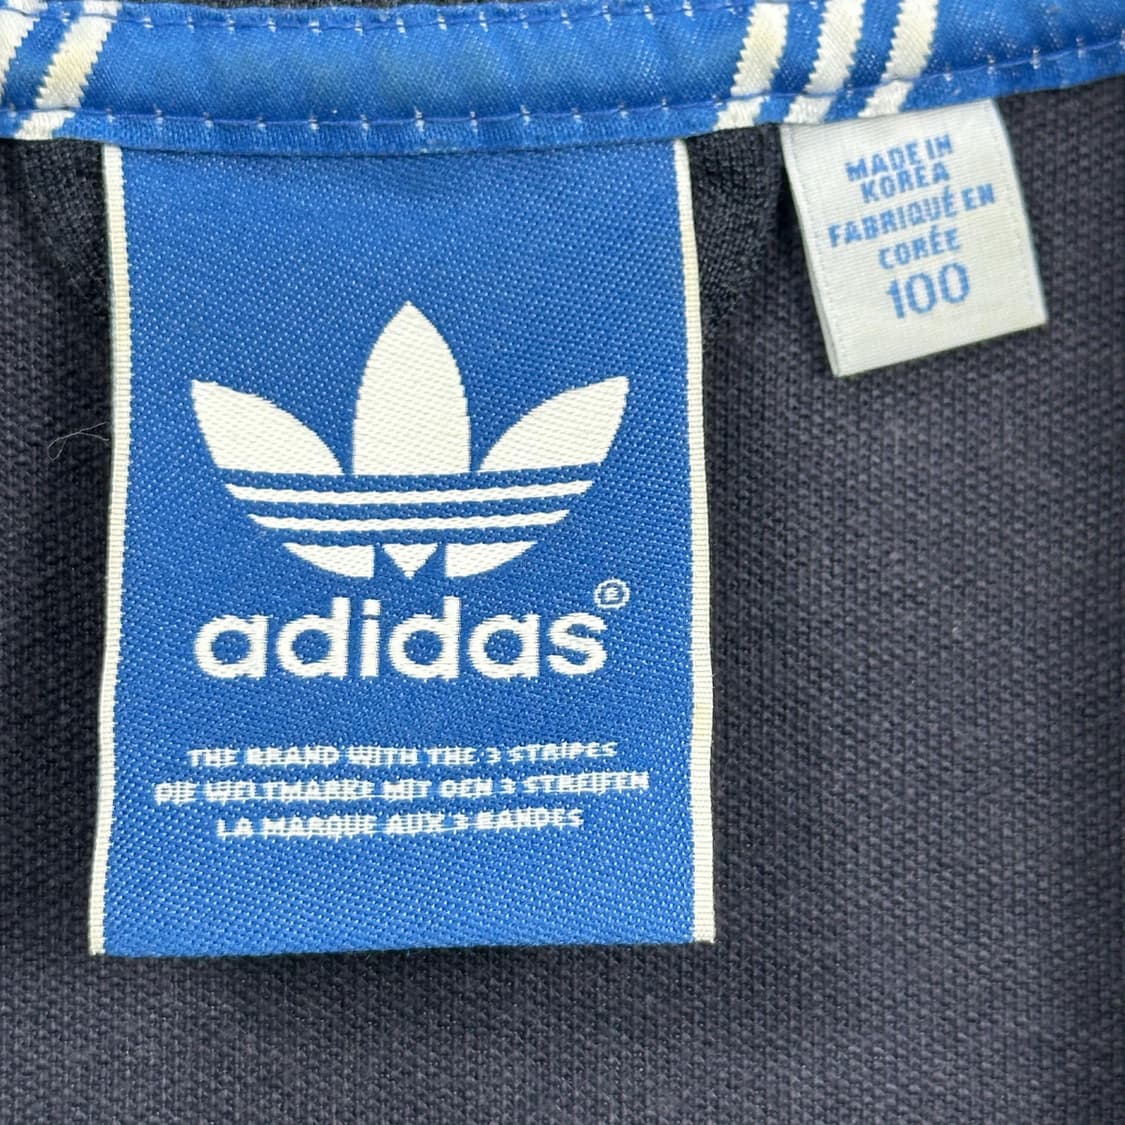 adidas®
THE BRAND WITH THE 3 STRIPES
DIE WELTMARKE MIT DEN 3 STREIFEN
LA MARQUE AUX 3 BANDES
MADE IN
KOREA
FABRIQUÉ EN
CORÉE
100